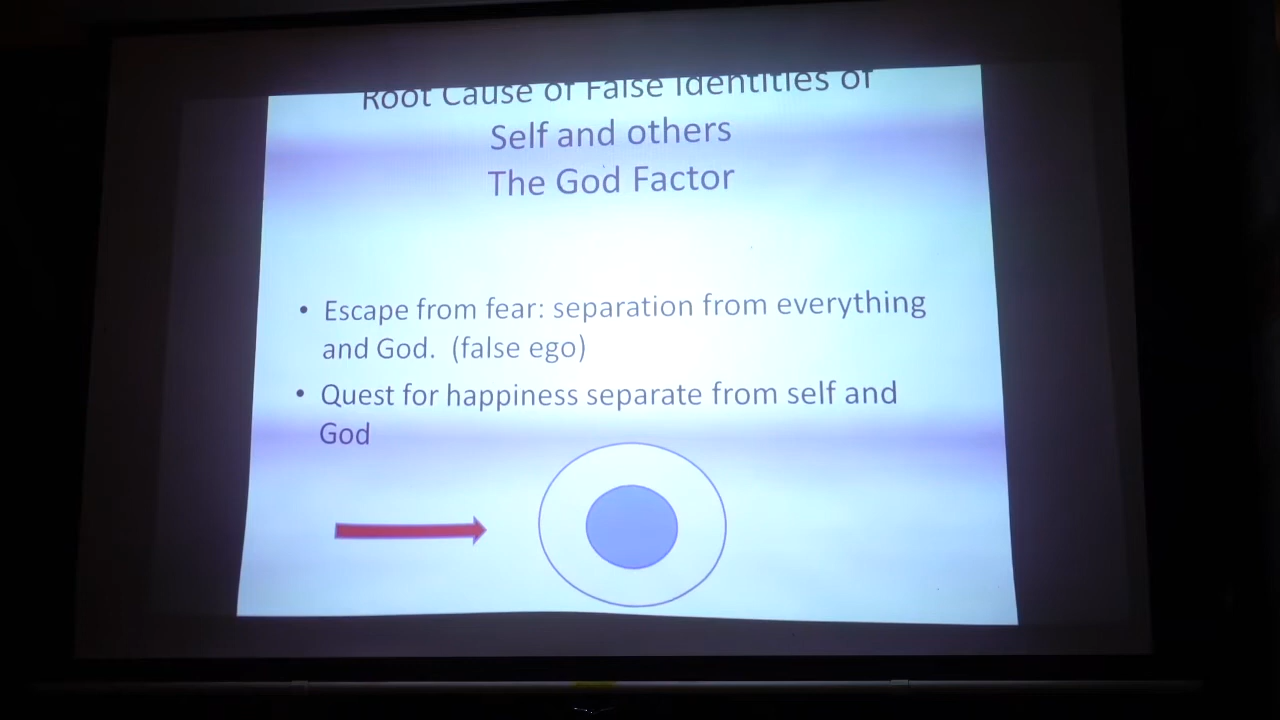 Root Cause of False Identities of
Self and others
The God Factor
• Escape from fear: separation from everything
and God.  (false ego)
• Quest for happiness separate from self and
God